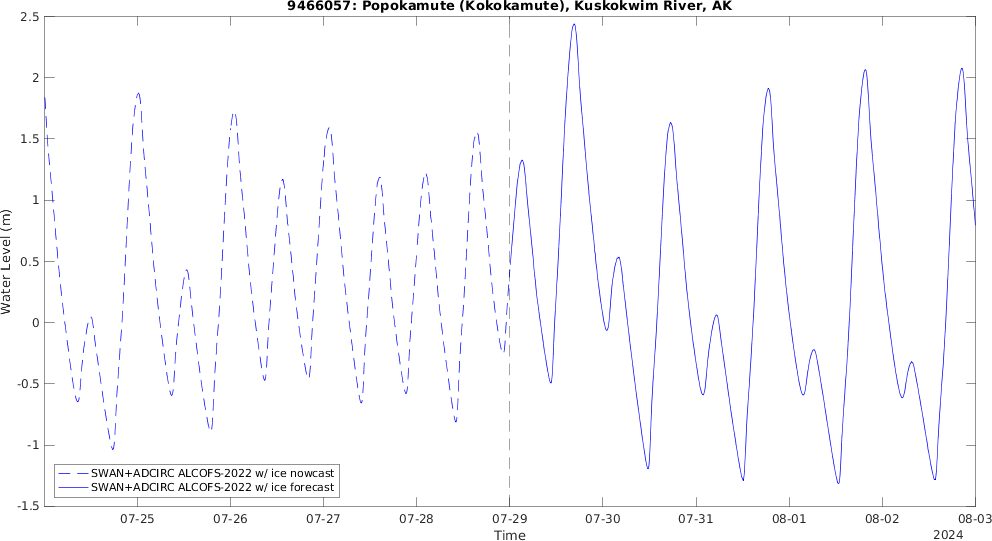 9466057: Popokamute (Kokokamute), Kuskokwim River, AK
2.5
2
1.5
1
0.5
0
-0.5
-1
-1.5
Water Level (m)
SWAN+ADCIRC ALCOFS-2022 w/ ice nowcast
SWAN+ADCIRC ALCOFS-2022 w/ ice forecast
07-25 07-26 07-27 07-28 07-29 07-30 07-31 08-01 08-02 08-03
Time
2024